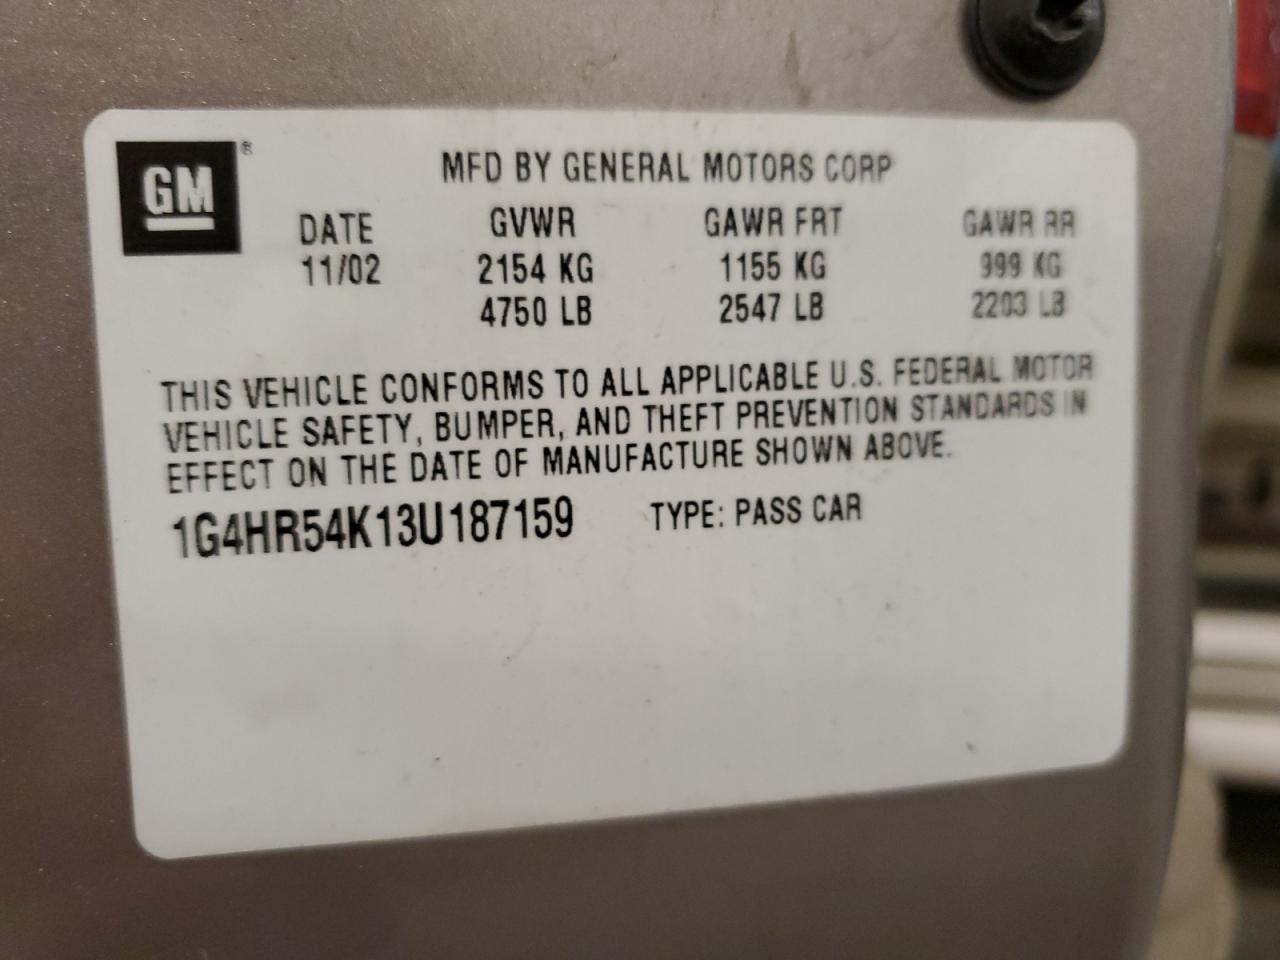 GM®
MFD BY GENERAL MOTORS CORP
DATE GVWR GAWR FRT GAWR RR
11/02 2154 KG 1155 KG 999 KG
4750 LB 2547 LB 2203 LB
THIS VEHICLE CONFORMS TO ALL APPLICABLE U.S. FEDERAL MOTOR
VEHICLE SAFETY, BUMPER, AND THEFT PREVENTION STANDARDS IN
EFFECT ON THE DATE OF MANUFACTURE SHOWN ABOVE.
1G4HR54K13U187159 TYPE: PASS CAR